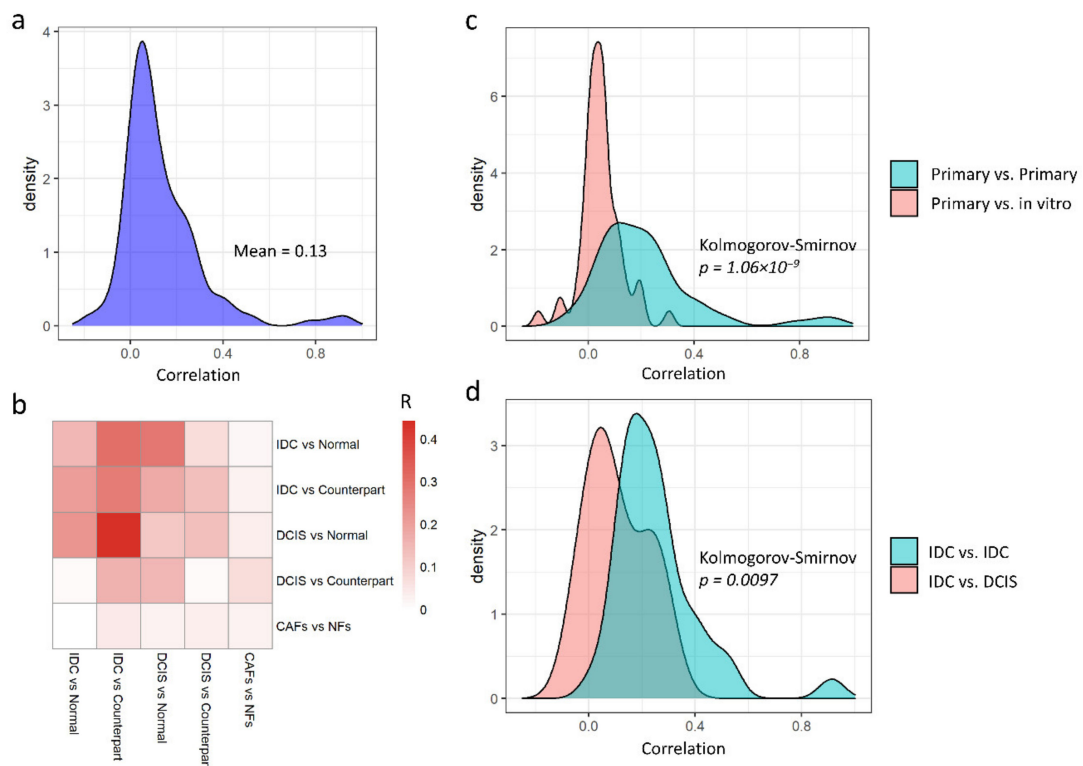 a
4
3
2
1
0
density
Mean = 0.13
0.0
0.4
0.8
Correlation
b
R
0.4
0.3
0.2
0.1
0
IDC vs Normal
IDC vs Counterpart
DCIS vs Normal
DCIS vs Counterpart
CAFs vs NFs
IDC vs Normal
IDC vs Counterpart
DCIS vs Normal
DCIS vs Counterpar
CAFs vs NFs
c
6
4
2
0
density
Kolmogorov-Smirnov
p = 1.06×10⁻⁹
0.0
0.4
0.8
Correlation
Primary vs. Primary
Primary vs. in vitro
d
3
2
1
0
density
Kolmogorov-Smirnov
p = 0.0097
0.0
0.4
0.8
Correlation
IDC vs. IDC
IDC vs. DCIS